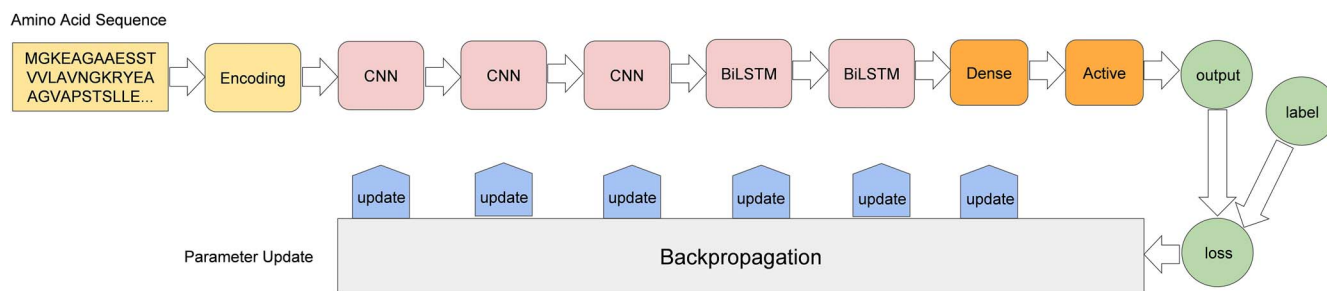 Amino Acid Sequence
MGKEAGAAESST
VVLAVNGKRYEA
AGVAPSTSLLE...
Encoding
CNN
CNN
CNN
BiLSTM
BiLSTM
Dense
Active
output
label
update
update
update
update
update
update
Parameter Update
Backpropagation
loss